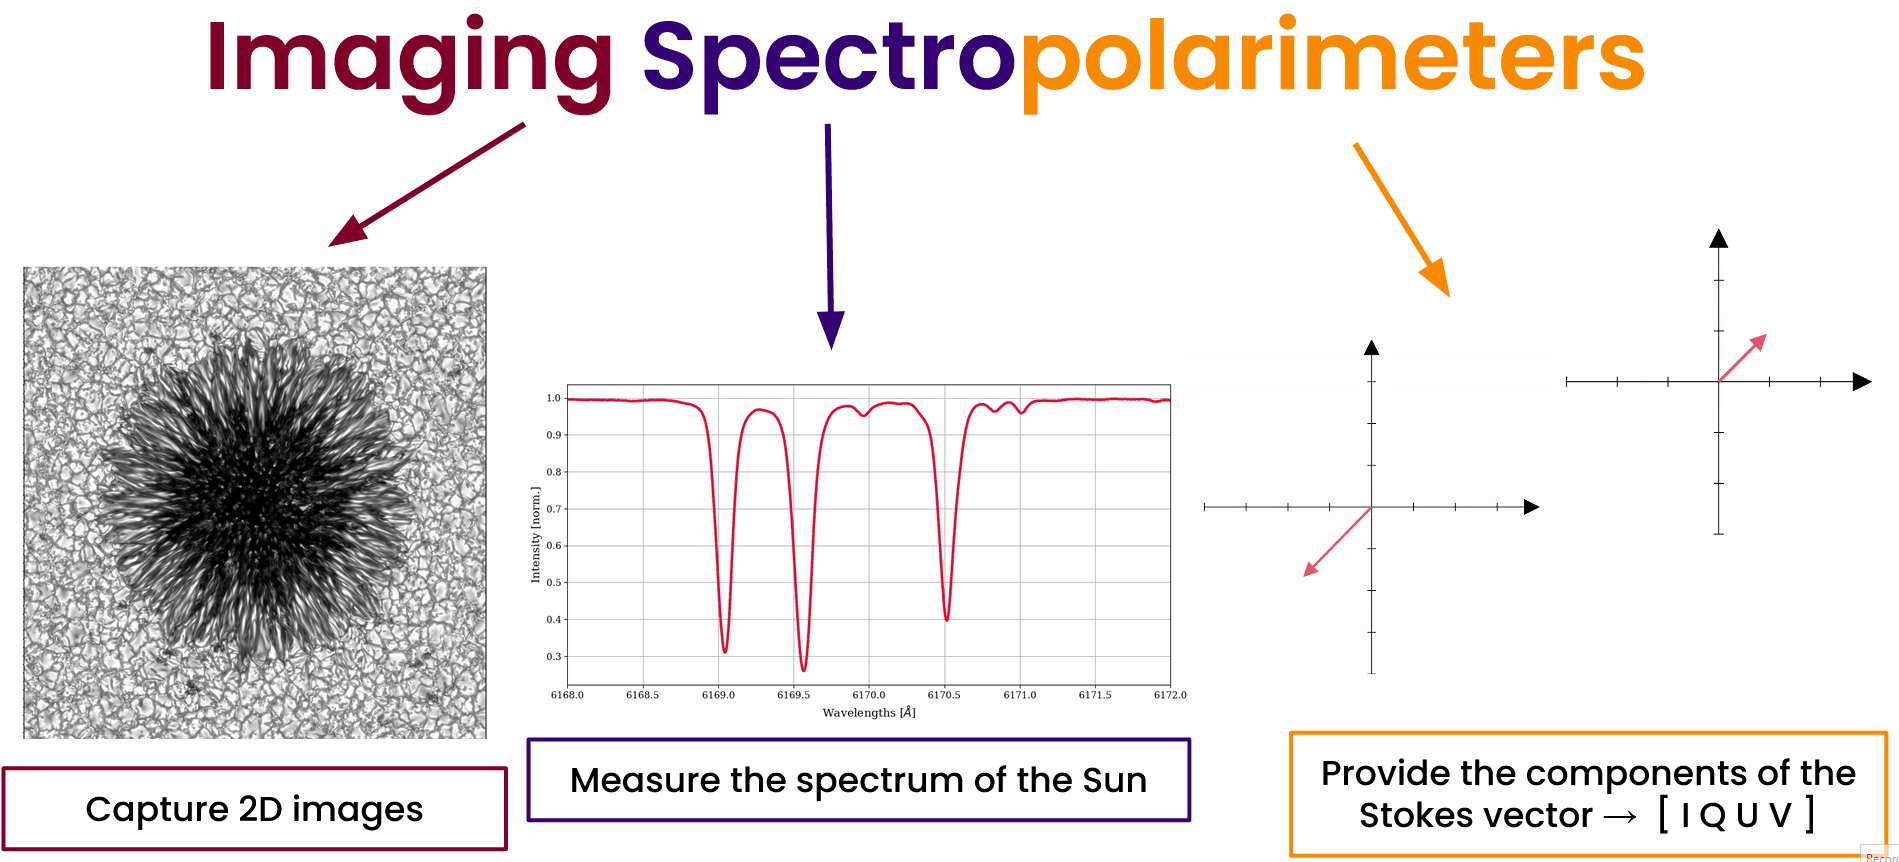 Imaging Spectropolarimeters
1.0
0.9
0.8
0.7
0.6
0.5
0.4
0.3
Intensity [norm.]
6168.0 6168.5 6169.0 6169.5 6170.0 6170.5 6171.0 6171.5 6172.0
Wavelengths [Å]
Capture 2D images
Measure the spectrum of the Sun
Provide the components of the
Stokes vector → [ I Q U V ]